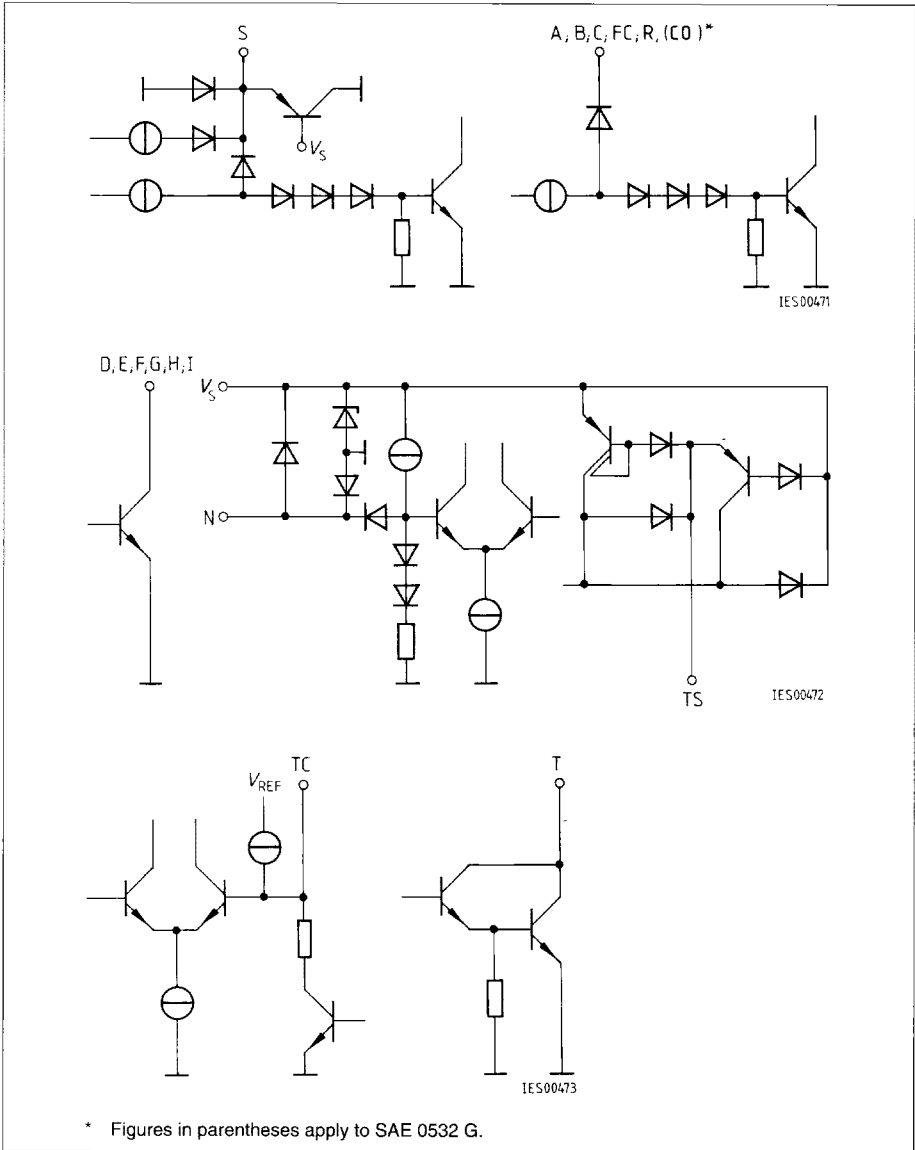 S
A; B; C; FC; R, (CO)*
V_S
IES00471
D, E, F, G, H; I
V_S
N
TS
IES00472
V_REF
TC
T
IES00473
* Figures in parentheses apply to SAE 0532 G.